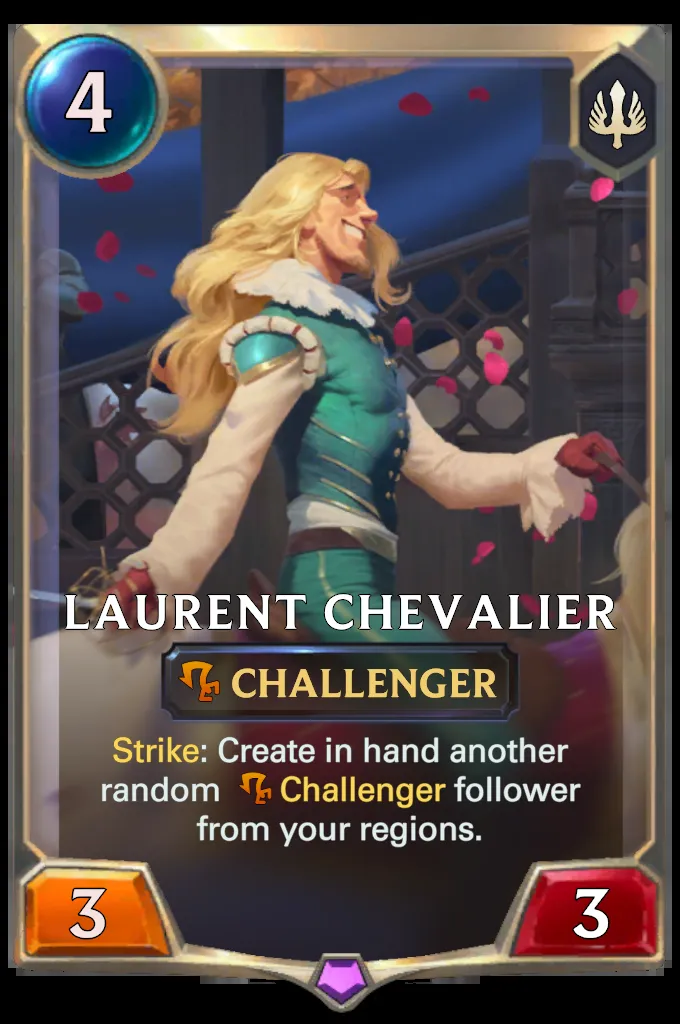 4
LAURENT CHEVALIER
CHALLENGER
Strike: Create in hand another
random Challenger follower
from your regions.
3
3